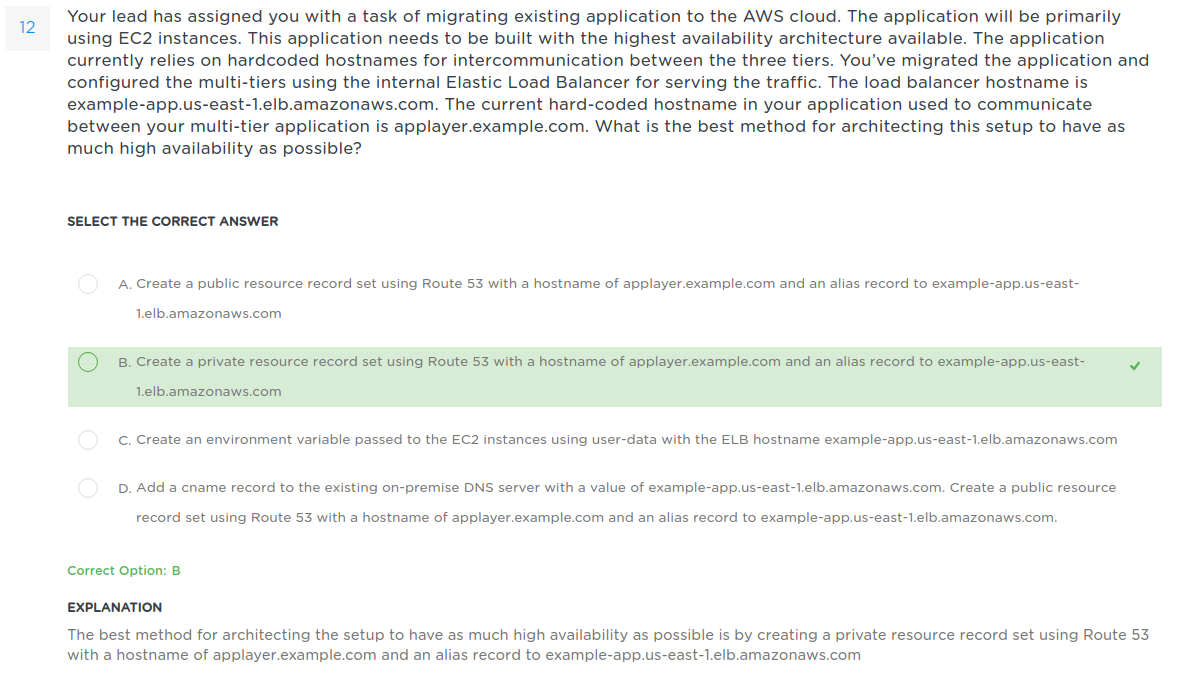 12
Your lead has assigned you with a task of migrating existing application to the AWS cloud. The application will be primarily
using EC2 instances. This application needs to be built with the highest availability architecture available. The application
currently relies on hardcoded hostnames for intercommunication between the three tiers. You've migrated the application and
configured the multi-tiers using the internal Elastic Load Balancer for serving the traffic. The load balancer hostname is
example-app.us-east-1.elb.amazonaws.com. The current hard-coded hostname in your application used to communicate
between your multi-tier application is applayer.example.com. What is the best method for architecting this setup to have as
much high availability as possible?
SELECT THE CORRECT ANSWER
A. Create a public resource record set using Route 53 with a hostname of applayer.example.com and an alias record to example-app.us-east-
1.elb.amazonaws.com
B. Create a private resource record set using Route 53 with a hostname of applayer.example.com and an alias record to example-app.us-east-
1.elb.amazonaws.com
C. Create an environment variable passed to the EC2 instances using user-data with the ELB hostname example-app.us-east-1.elb.amazonaws.com
D. Add a cname record to the existing on-premise DNS server with a value of example-app.us-east-1.elb.amazonaws.com. Create a public resource
record set using Route 53 with a hostname of applayer.example.com and an alias record to example-app.us-east-1.elb.amazonaws.com.
Correct Option: B
EXPLANATION
The best method for architecting the setup to have as much high availability as possible is by creating a private resource record set using Route 53
with a hostname of applayer.example.com and an alias record to example-app.us-east-1.elb.amazonaws.com